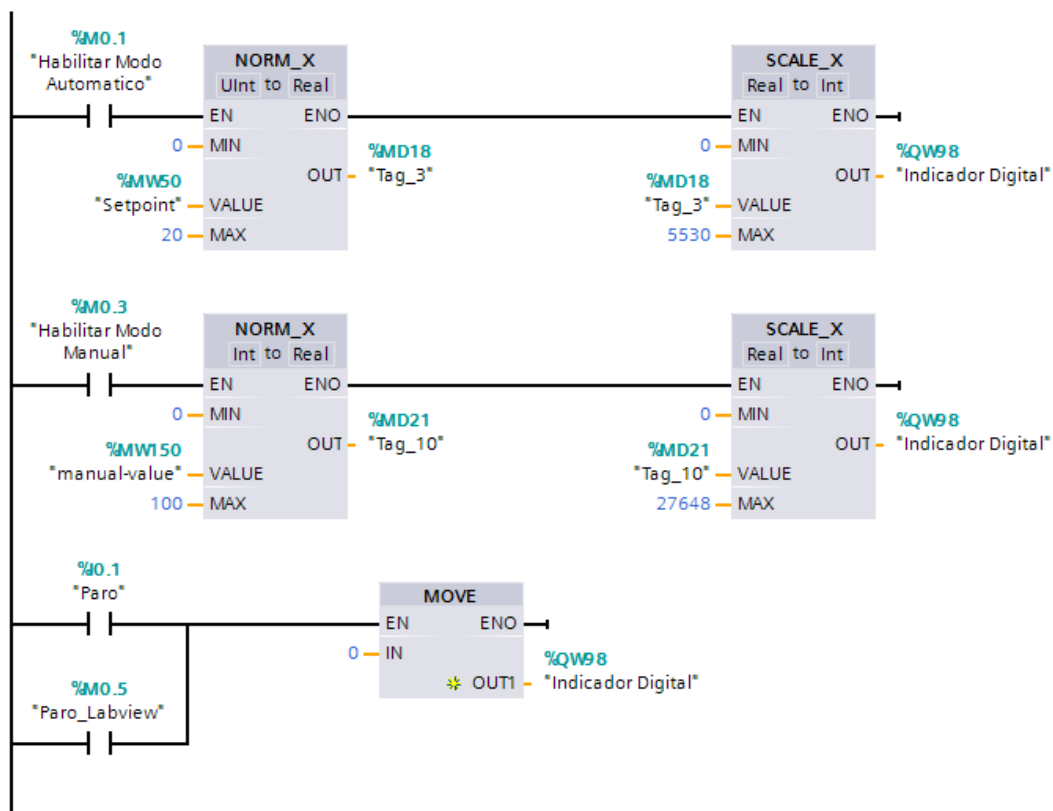 %M0.1
"Habilitar Modo
Automatico"
NORM_X
UInt to Real
EN ENO
0 MIN
%MD18
OUT "Tag_3"
%MW50
"Setpoint" VALUE
20 MAX
SCALE_X
Real to Int
EN ENO
0 MIN
%QW98
OUT "Indicador Digital"
%MD18
"Tag_3" VALUE
5530 MAX
%M0.3
"Habilitar Modo
Manual"
NORM_X
Int to Real
EN ENO
0 MIN
%MD21
OUT "Tag_10"
%MW150
"manual-value" VALUE
100 MAX
SCALE_X
Real to Int
EN ENO
0 MIN
%QW98
OUT "Indicador Digital"
%MD21
"Tag_10" VALUE
27648 MAX
%I0.1
"Paro"
MOVE
EN ENO
0 IN
%QW98
OUT1 "Indicador Digital"
%M0.5
"Paro_Labview"